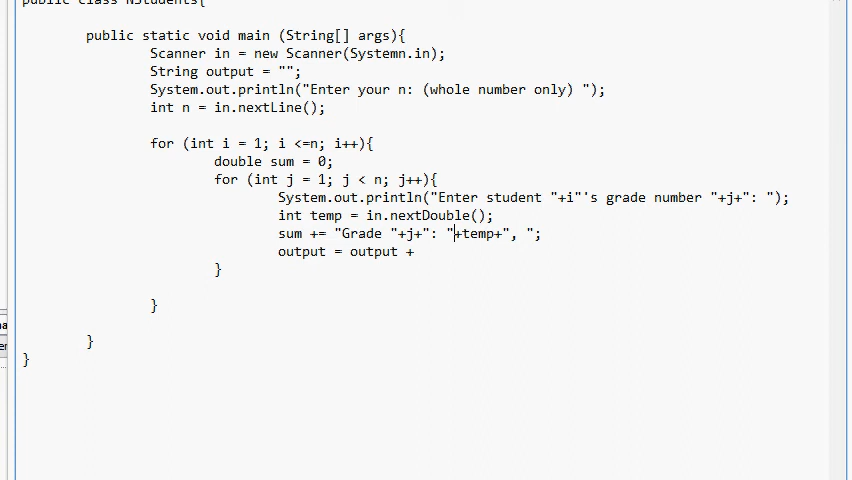 public class NStudents{
public static void main (String[] args){
Scanner in = new Scanner(Systemn.in);
String output = "";
System.out.println("Enter your n: (whole number only) ");
int n = in.nextLine();
for (int i = 1; i <=n; i++){
double sum = 0;
for (int j = 1; j < n; j++){
System.out.println("Enter student "+i"'s grade number "+j+": ");
int temp = in.nextDouble();
sum += "Grade "+j+": "+temp+", ";
output = output +
}
}
}
}